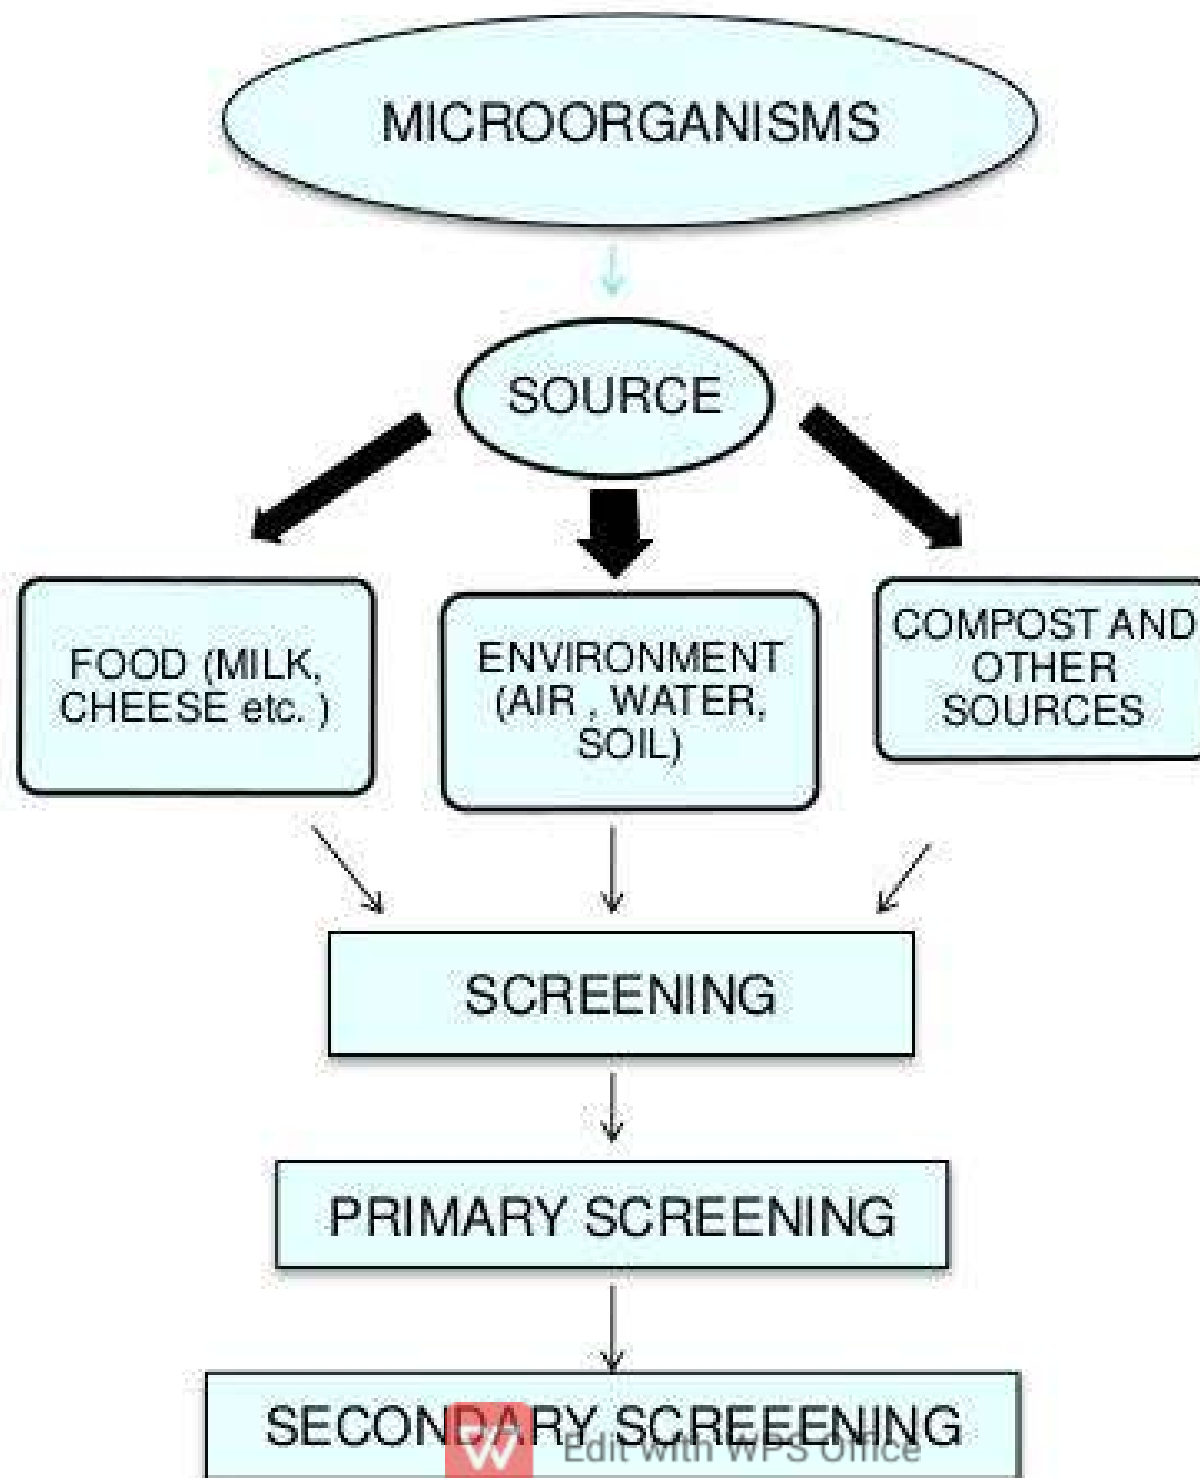 MICROORGANISMS
SOURCE
FOOD (MILK,
CHEESE etc. )
ENVIRONMENT
(AIR , WATER,
SOIL)
COMPOST AND
OTHER
SOURCES
SCREENING
PRIMARY SCREENING
SECONDARY SCREEENING
Edit with WPS Office